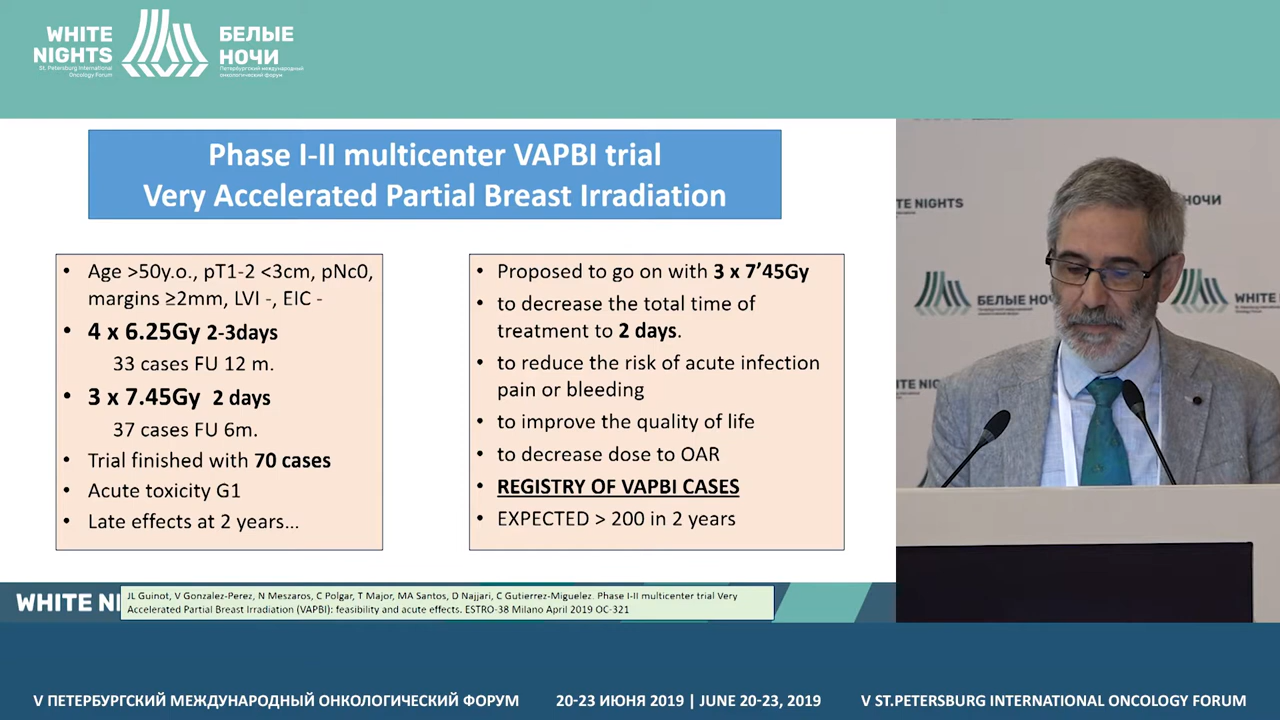 WHITE
NIGHTS
St. Petersburg International
Oncology Forum
БЕЛЫЕ
НОЧИ
Петербургский международный
онкологический форум
Phase I-II multicenter VAPBI trial
Very Accelerated Partial Breast Irradiation
• Age >50y.o., pT1-2 <3cm, pNc0,
margins ≥2mm, LVI -, EIC -
• 4 x 6.25Gy 2-3days
33 cases FU 12 m.
• 3 x 7.45Gy 2 days
37 cases FU 6m.
• Trial finished with 70 cases
• Acute toxicity G1
• Late effects at 2 years...
• Proposed to go on with 3 x 7’45Gy
• to decrease the total time of
treatment to 2 days.
• to reduce the risk of acute infection
pain or bleeding
• to improve the quality of life
• to decrease dose to OAR
• REGISTRY OF VAPBI CASES
• EXPECTED > 200 in 2 years
TE NIGHTS
НОЧИ
БЕЛЫЕ НОЧ
WHITE N
ITE NI
WHITE NI
JL Guinot, V Gonzalez-Perez, N Meszaros, C Polgar, T Major, MA Santos, D Najjari, C Gutierrez-Miguelez. Phase I-II multicenter trial Very
Accelerated Partial Breast Irradiation (VAPBI): feasibility and acute effects. ESTRO-38 Milano April 2019 OC-321
V ПЕТЕРБУРГСКИЙ МЕЖДУНАРОДНЫЙ ОНКОЛОГИЧЕСКИЙ ФОРУМ 20-23 ИЮНЯ 2019 | JUNE 20-23, 2019 V ST.PETERSBURG INTERNATIONAL ONCOLOGY FORUM